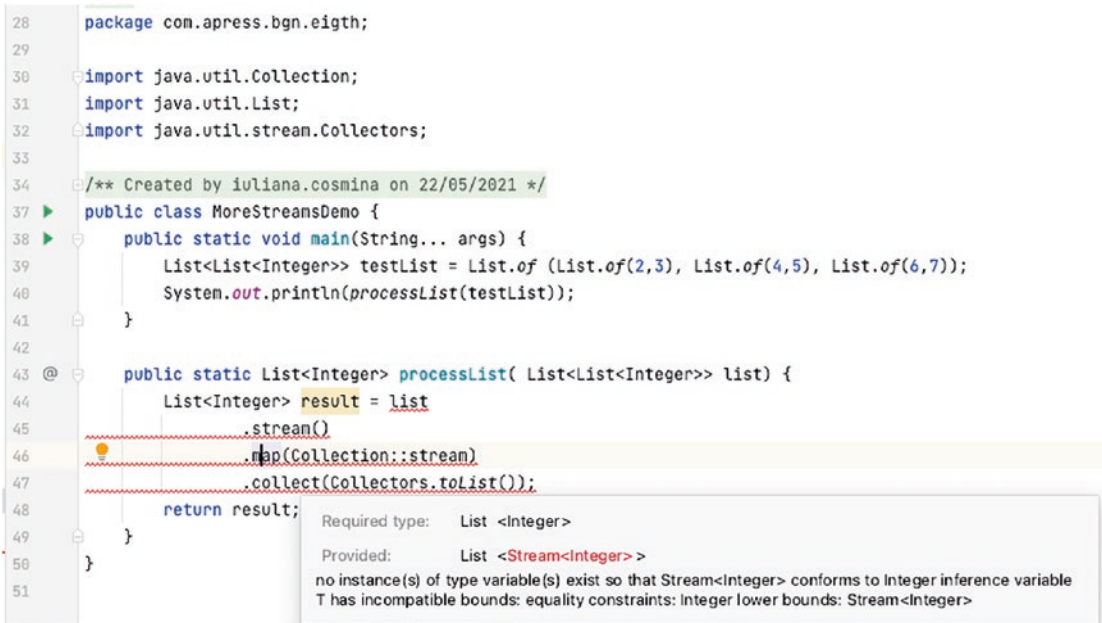 28 package com.apress.bgn.eigth;
29
30 import java.util.Collection;
31 import java.util.List;
32 import java.util.stream.Collectors;
33
34 /** Created by iuliana.cosmina on 22/05/2021 */
37 public class MoreStreamsDemo {
38 public static void main(String... args) {
39 List<List<Integer>> testList = List.of (List.of(2,3), List.of(4,5), List.of(6,7));
40 System.out.println(processList(testList));
41 }
42
43 @ public static List<Integer> processList( List<List<Integer>> list) {
44 List<Integer> result = list
45 .stream()
46 .map(Collection::stream)
47 .collect(Collectors.toList());
48 return result;
49 }
50 }
51
Required type: List <Integer>
Provided: List <Stream<Integer> >
no instance(s) of type variable(s) exist so that Stream<Integer> conforms to Integer inference variable
T has incompatible bounds: equality constraints: Integer lower bounds: Stream<Integer>